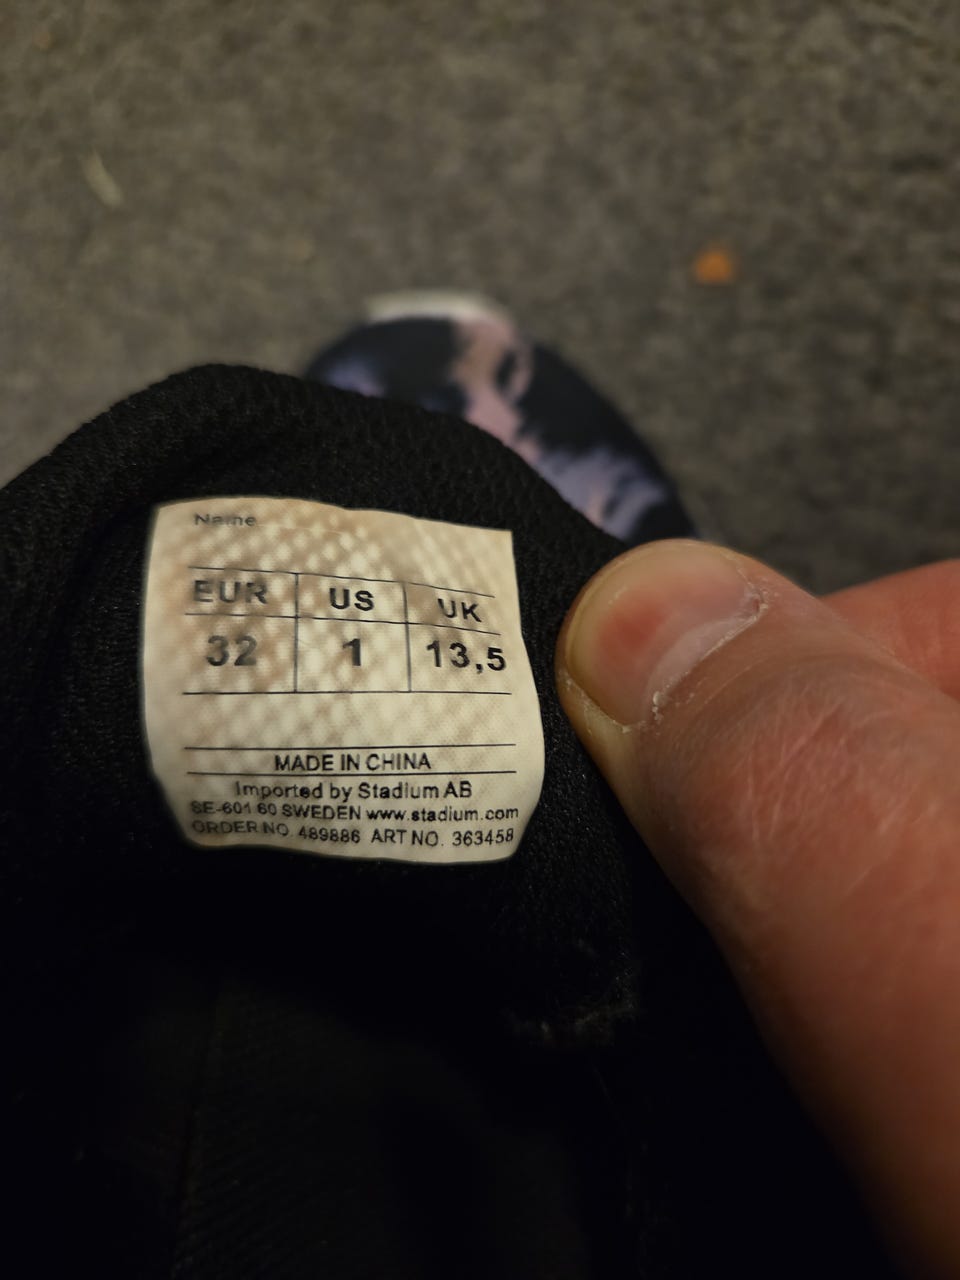 Name
EUR US UK
32 1 13,5
MADE IN CHINA
Imported by Stadium AB
SE-601 60 SWEDEN www.stadium.com
ORDER NO. 489886 ART NO. 363458